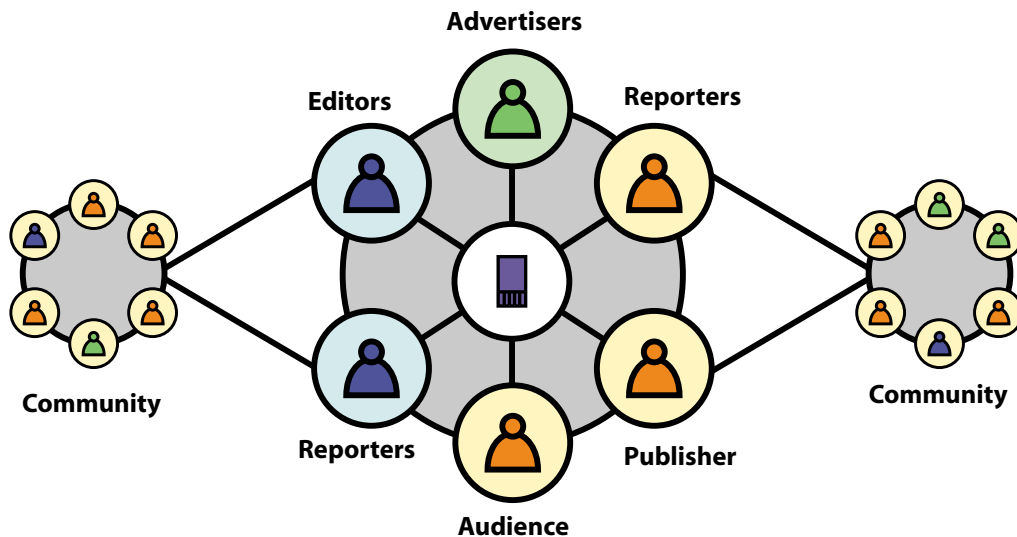 Advertisers
Editors
Reporters
Community
Community
Reporters
Publisher
Audience